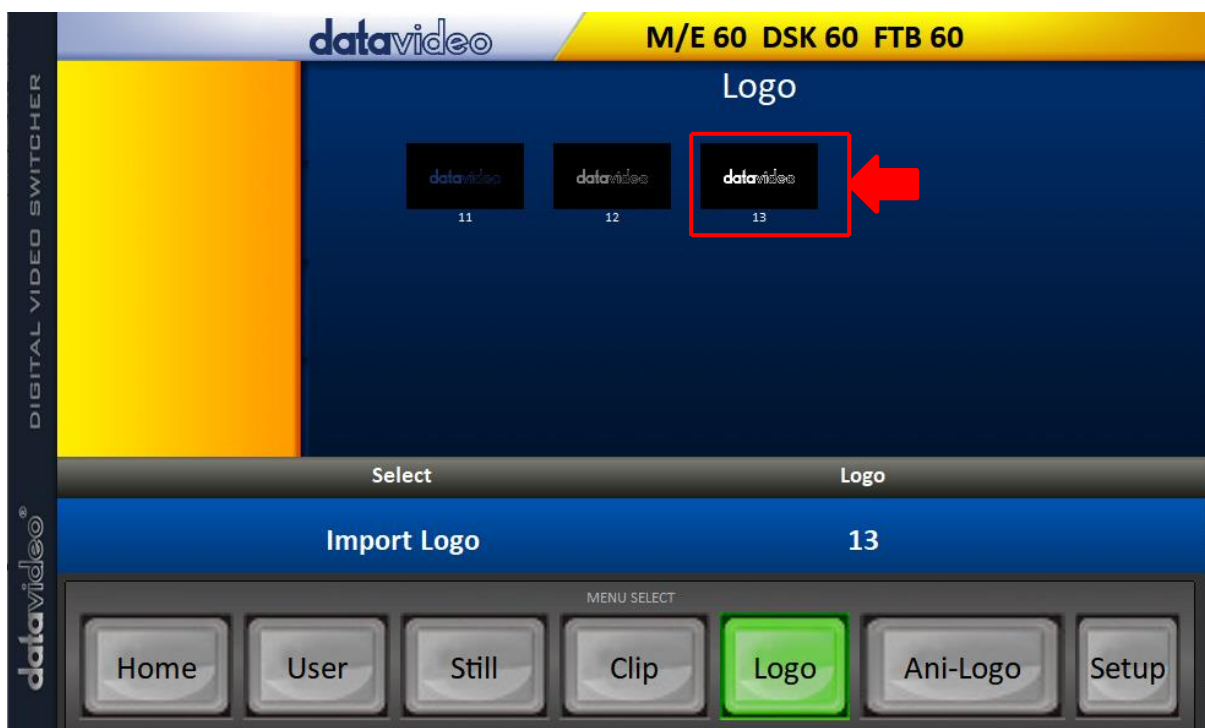 datavideo
M/E 60 DSK 60 FTB 60
DIGITAL VIDEO SWITCHER
datavideo®
Logo
datavideo
datavideo
datavideo
11
12
13
Select
Logo
Import Logo
13
MENU SELECT
Home
User
Still
Clip
Logo
Ani-Logo
Setup